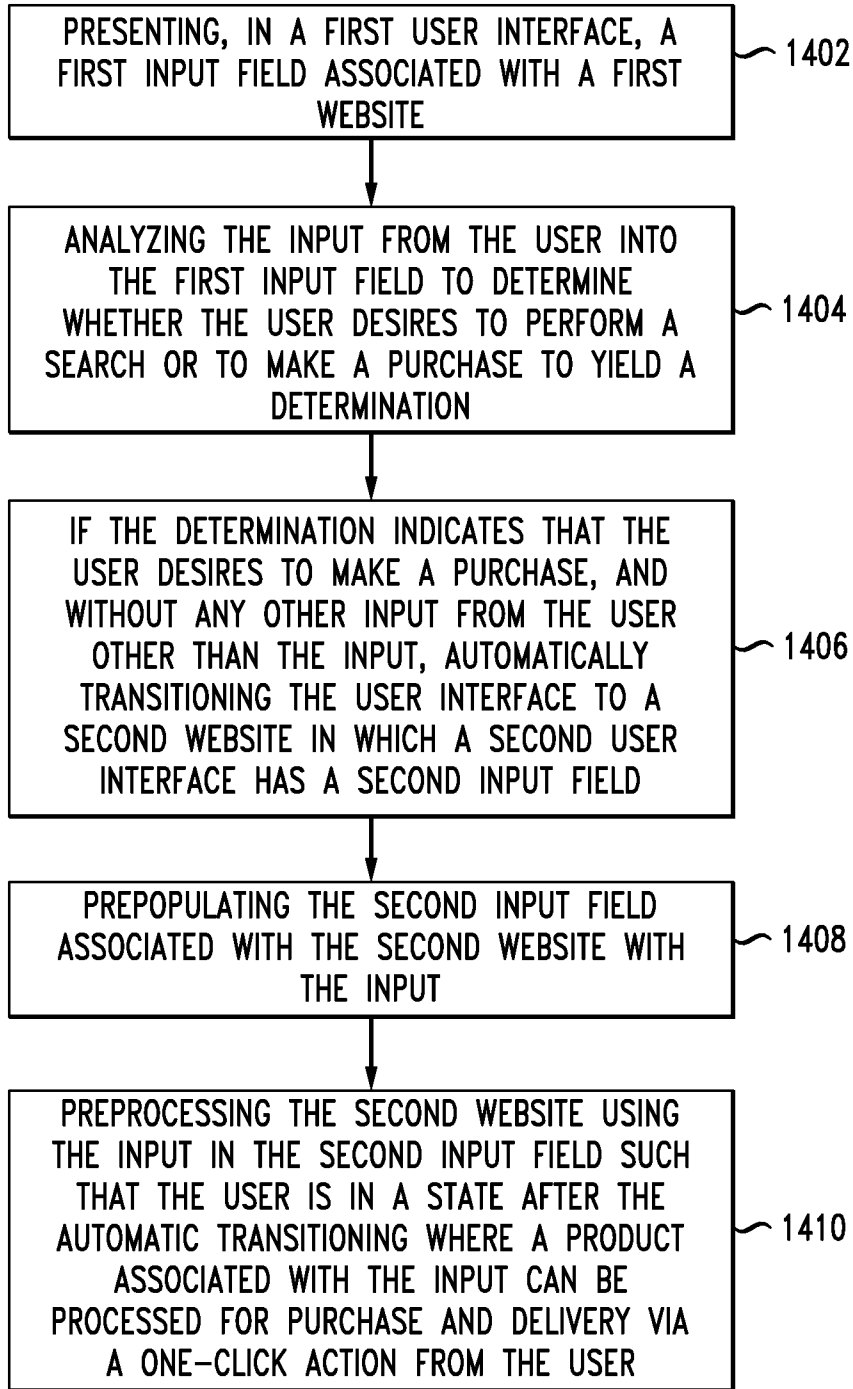 PRESENTING, IN A FIRST USER INTERFACE, A
FIRST INPUT FIELD ASSOCIATED WITH A FIRST
WEBSITE
1402
ANALYZING THE INPUT FROM THE USER INTO
THE FIRST INPUT FIELD TO DETERMINE
WHETHER THE USER DESIRES TO PERFORM A
SEARCH OR TO MAKE A PURCHASE TO YIELD A
DETERMINATION
1404
IF THE DETERMINATION INDICATES THAT THE
USER DESIRES TO MAKE A PURCHASE, AND
WITHOUT ANY OTHER INPUT FROM THE USER
OTHER THAN THE INPUT, AUTOMATICALLY
TRANSITIONING THE USER INTERFACE TO A
SECOND WEBSITE IN WHICH A SECOND USER
INTERFACE HAS A SECOND INPUT FIELD
1406
PREPOPULATING THE SECOND INPUT FIELD
ASSOCIATED WITH THE SECOND WEBSITE WITH
THE INPUT
1408
PREPROCESSING THE SECOND WEBSITE USING
THE INPUT IN THE SECOND INPUT FIELD SUCH
THAT THE USER IS IN A STATE AFTER THE
AUTOMATIC TRANSITIONING WHERE A PRODUCT
ASSOCIATED WITH THE INPUT CAN BE
PROCESSED FOR PURCHASE AND DELIVERY VIA
A ONE-CLICK ACTION FROM THE USER
1410